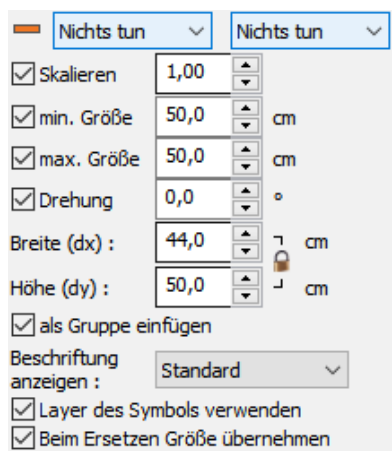 Nichts tun Nichts tun
Skalieren 1,00
min. Größe 50,0 cm
max. Größe 50,0 cm
Drehung 0,0 °
Breite (dx) : 44,0 cm
Höhe (dy) : 50,0 cm
als Gruppe einfügen
Beschriftung
anzeigen : Standard
Layer des Symbols verwenden
Beim Ersetzen Größe übernehmen